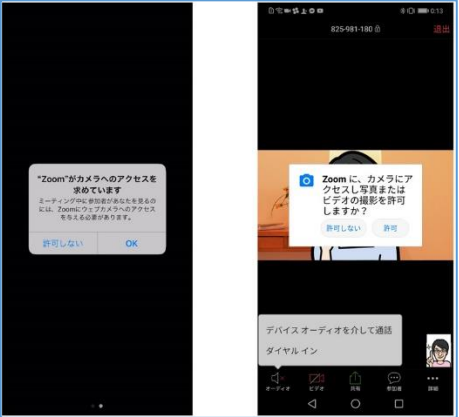 “Zoom”がカメラへのアクセスを
求めています
ミーティング中に参加者があなたを見るの
には、Zoomにウェブカメラへのアクセス
を与える必要があります。
許可しない
OK
0:13
825-981-180
退出
Zoom に、カメラにア
クセスし写真または
ビデオの撮影を許可
しますか？
許可しない
許可
デバイス オーディオを介して通話
ダイヤル イン
オーディオ
ビデオ
共有
参加者
詳細